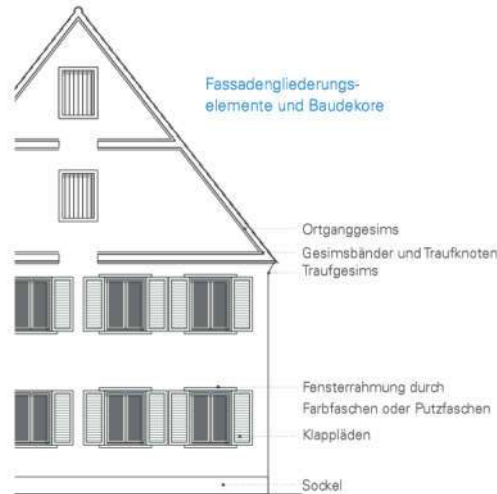 Fassadengliederungs-
elemente und Baudekore
Ortganggesims
Gesimsbänder und Traufknoten
Traufgesims
Fensterrahmung durch
Farbfaschen oder Putzfaschen
Klappläden
Sockel